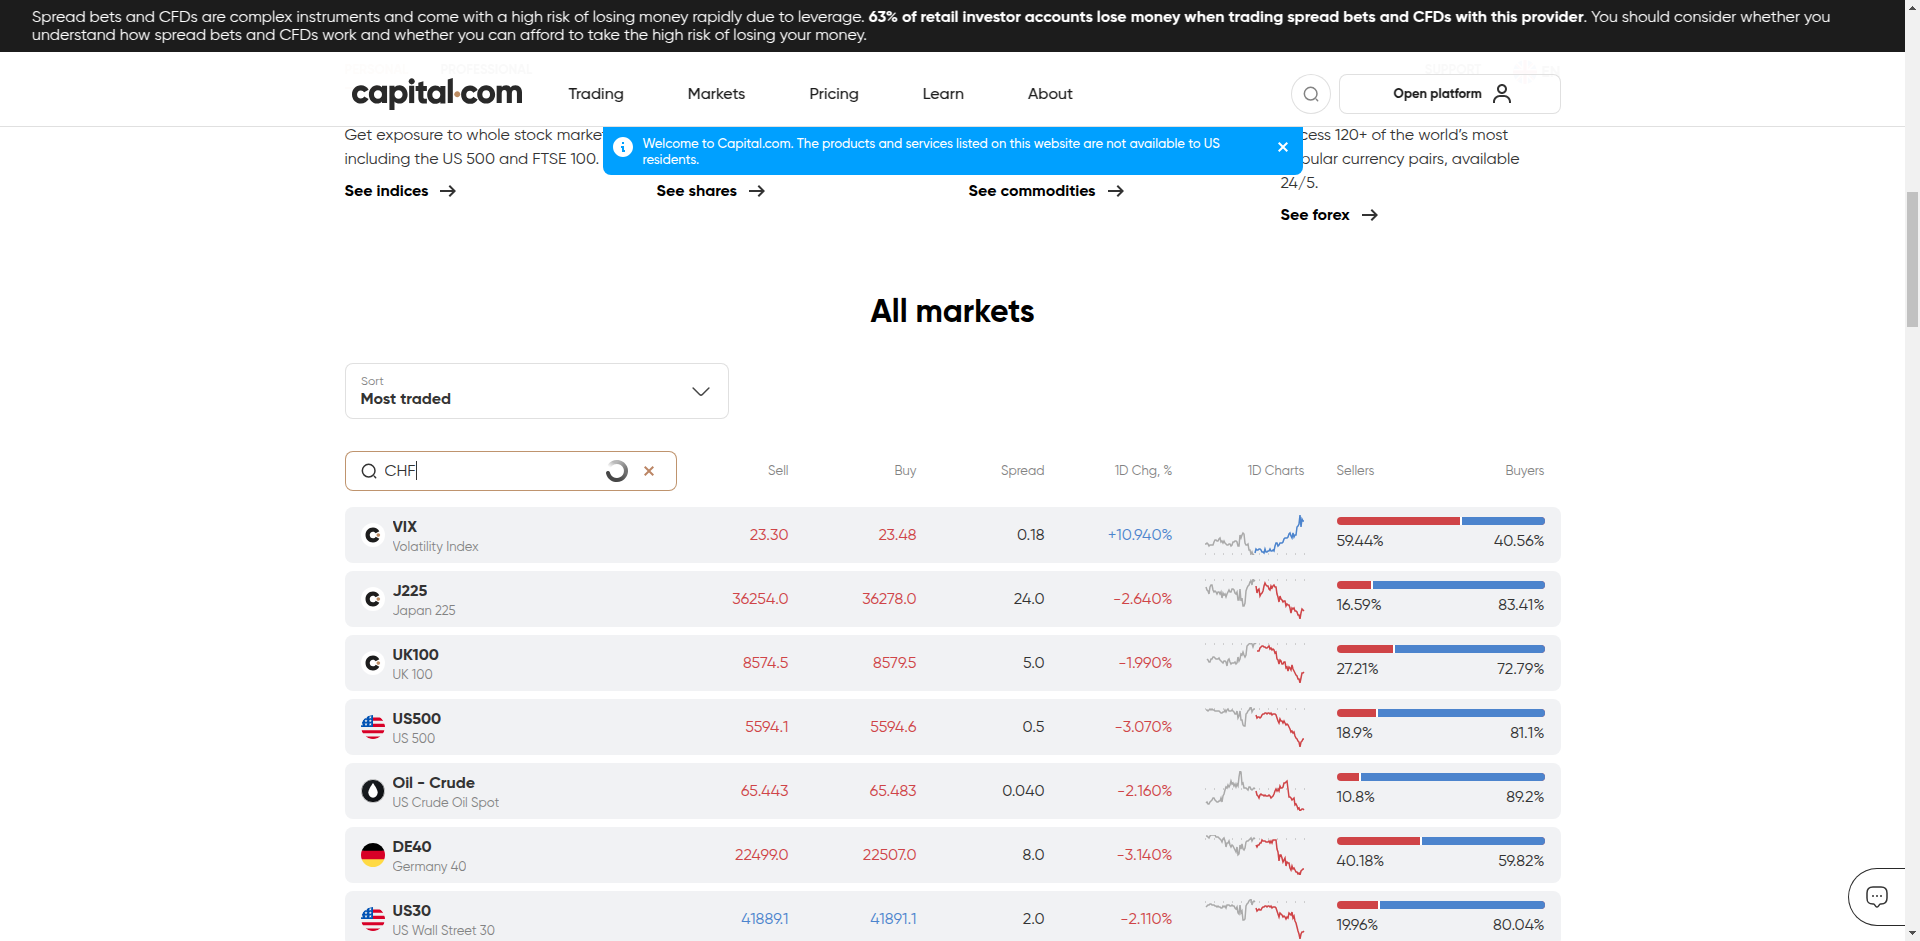 Spread bets and CFDs are complex instruments and come with a high risk of losing money rapidly due to leverage. 63% of retail investor accounts lose money when trading spread bets and CFDs with this provider. You should consider whether you
understand how spread bets and CFDs work and whether you can afford to take the high risk of losing your money.
PROFESSIONAL
SUPPORT
EN
capital.com
Trading
Markets
Pricing
Learn
About
Open platform
Get exposure to whole stock market
including the US 500 and FTSE 100.
See indices
See shares
See commodities
Welcome to Capital.com. The products and services listed on this website are not available to US
residents.
cess 120+ of the world's most
pular currency pairs, available
24/5.
See forex
All markets
Sort
Most traded
CHF
Sell
Buy
Spread
1D Chg, %
1D Charts
Sellers
Buyers
VIX
Volatility Index
23.30
23.48
0.18
+10.940%
59.44%
40.56%
J225
Japan 225
36254.0
36278.0
24.0
-2.640%
16.59%
83.41%
UK100
UK 100
8574.5
8579.5
5.0
-1.990%
27.21%
72.79%
US500
US 500
5594.1
5594.6
0.5
-3.070%
18.9%
81.1%
Oil - Crude
US Crude Oil Spot
65.443
65.483
0.040
-2.160%
10.8%
89.2%
DE40
Germany 40
22499.0
22507.0
8.0
-3.140%
40.18%
59.82%
US30
US Wall Street 30
41889.1
41891.1
2.0
-2.110%
19.96%
80.04%